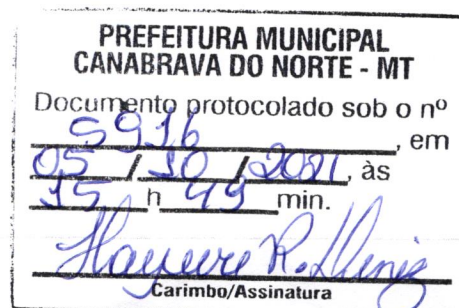 PREFEITURA MUNICIPAL
CANABRAVA DO NORTE - MT
Documento protocolado sob o nº
5916, em
05 / 10 / 2021, às
15 h 49 min.
Carimbo/Assinatura